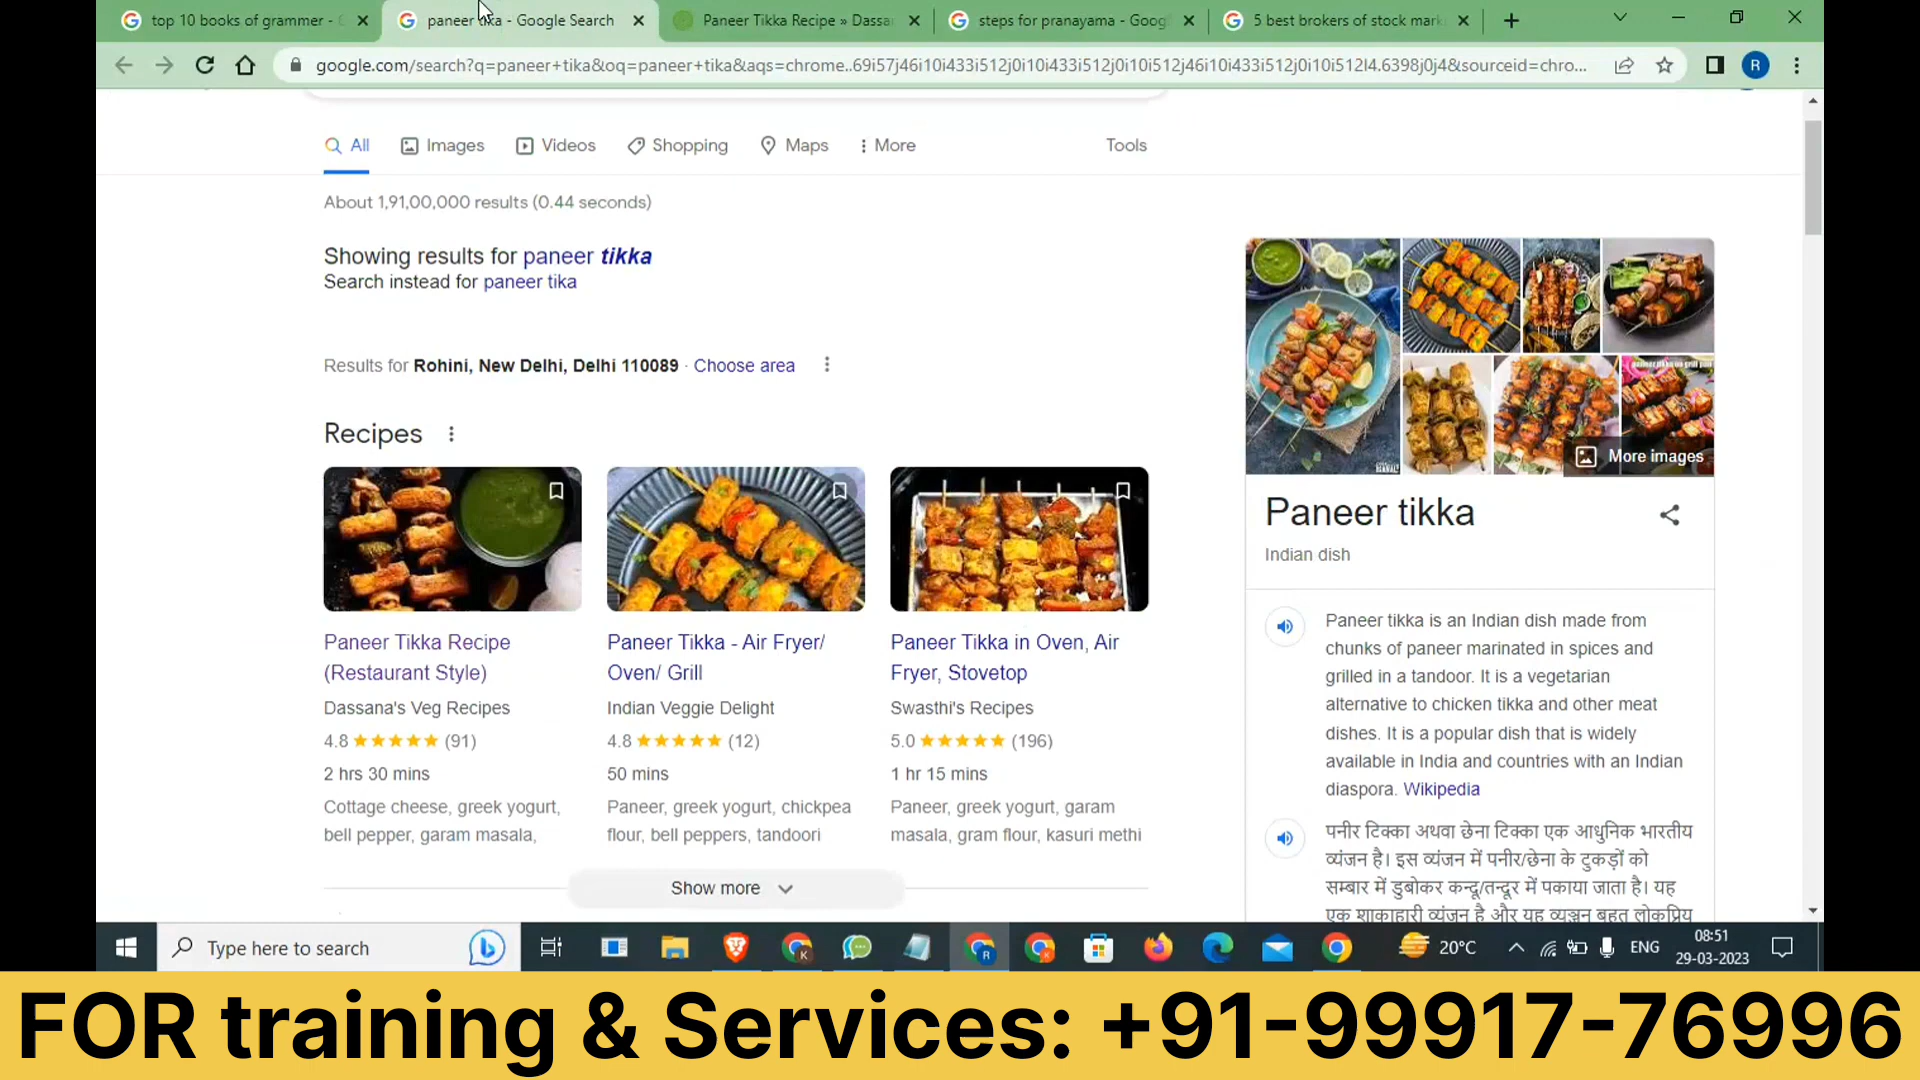 top 10 books of grammer -
paneer tika - Google Search
Paneer Tikka Recipe » Dassa
steps for pranayama - Goog
5 best brokers of stock mark
google.com/search?q=paneer+tika&oq=paneer+tika&aqs=chrome..69i57j46i10i433i512j0i10i433i512j0i10i512j46i10i433i512j0i10i512l4.6398j0j4&sourceid=chro...
R
All
Images
Videos
Shopping
Maps
More
Tools
About 1,91,00,000 results (0.44 seconds)
Showing results for paneer tikka
Search instead for paneer tika
Results for Rohini, New Delhi, Delhi 110089 · Choose area
Recipes
Paneer Tikka Recipe
(Restaurant Style)
Dassana's Veg Recipes
4.8 (91)
2 hrs 30 mins
Cottage cheese, greek yogurt,
bell pepper, garam masala,
Paneer Tikka - Air Fryer/
Oven/ Grill
Indian Veggie Delight
4.8 (12)
50 mins
Paneer, greek yogurt, chickpea
flour, bell peppers, tandoori
Paneer Tikka in Oven, Air
Fryer, Stovetop
Swasthi's Recipes
5.0 (196)
1 hr 15 mins
Paneer, greek yogurt, garam
masala, gram flour, kasuri methi
Show more
More images
Paneer tikka
Indian dish
Paneer tikka is an Indian dish made from
chunks of paneer marinated in spices and
grilled in a tandoor. It is a vegetarian
alternative to chicken tikka and other meat
dishes. It is a popular dish that is widely
available in India and countries with an Indian
diaspora. Wikipedia
पनीर टिक्का अथवा छेना टिक्का एक आधुनिक भारतीय
व्यंजन है। इस व्यंजन में पनीर/छेना के टुकड़ों को
सम्बार में डुबोकर कन्दू/तन्दूर में पकाया जाता है। यह
एक शाकाहारी व्यंजन है और यह व्यञ्जन बहुत लोकप्रिय
Type here to search
20°C
ENG
08:51
29-03-2023
FOR training & Services: +91-99917-76996